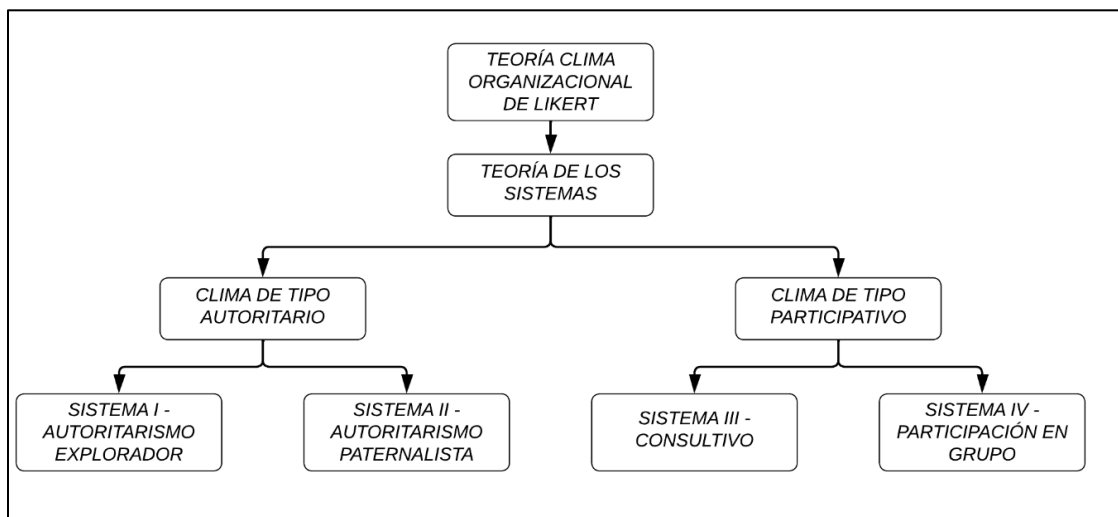 TEORÍA CLIMA
ORGANIZACIONAL
DE LIKERT
TEORÍA DE LOS
SISTEMAS
CLIMA DE TIPO
AUTORITARIO
CLIMA DE TIPO
PARTICIPATIVO
SISTEMA I -
AUTORITARISMO
EXPLORADOR
SISTEMA II -
AUTORITARISMO
PATERNALISTA
SISTEMA III -
CONSULTIVO
SISTEMA IV -
PARTICIPACIÓN EN
GRUPO